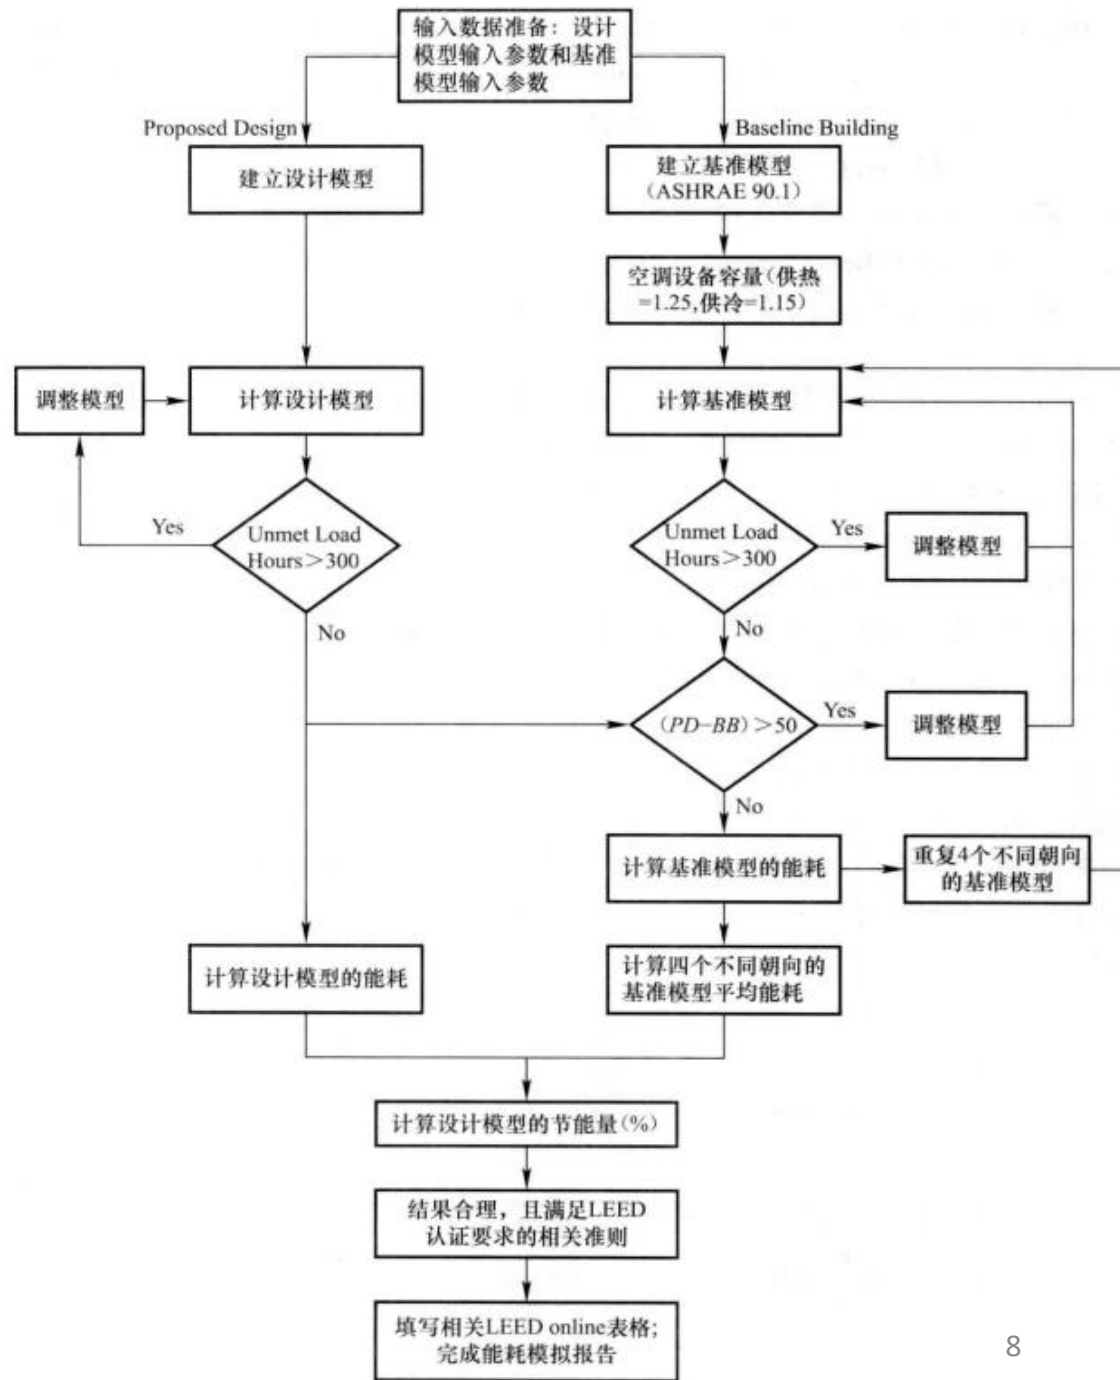 输入数据准备：设计
模型输入参数和基准
模型输入参数
Proposed Design
Baseline Building
建立设计模型
建立基准模型
（ASHRAE 90.1）
空调设备容量（供热
=1.25,供冷=1.15）
调整模型
计算设计模型
计算基准模型
Yes
Unmet Load
Hours＞300
Unmet Load
Hours＞300
Yes
调整模型
No
No
(PD−BB)＞50
Yes
调整模型
No
计算基准模型的能耗
重复4个不同朝向
的基准模型
计算设计模型的能耗
计算四个不同朝向的
基准模型平均能耗
计算设计模型的节能量(%)
结果合理，且满足LEED
认证要求的相关准则
填写相关LEED online表格;
完成能耗模拟报告
8